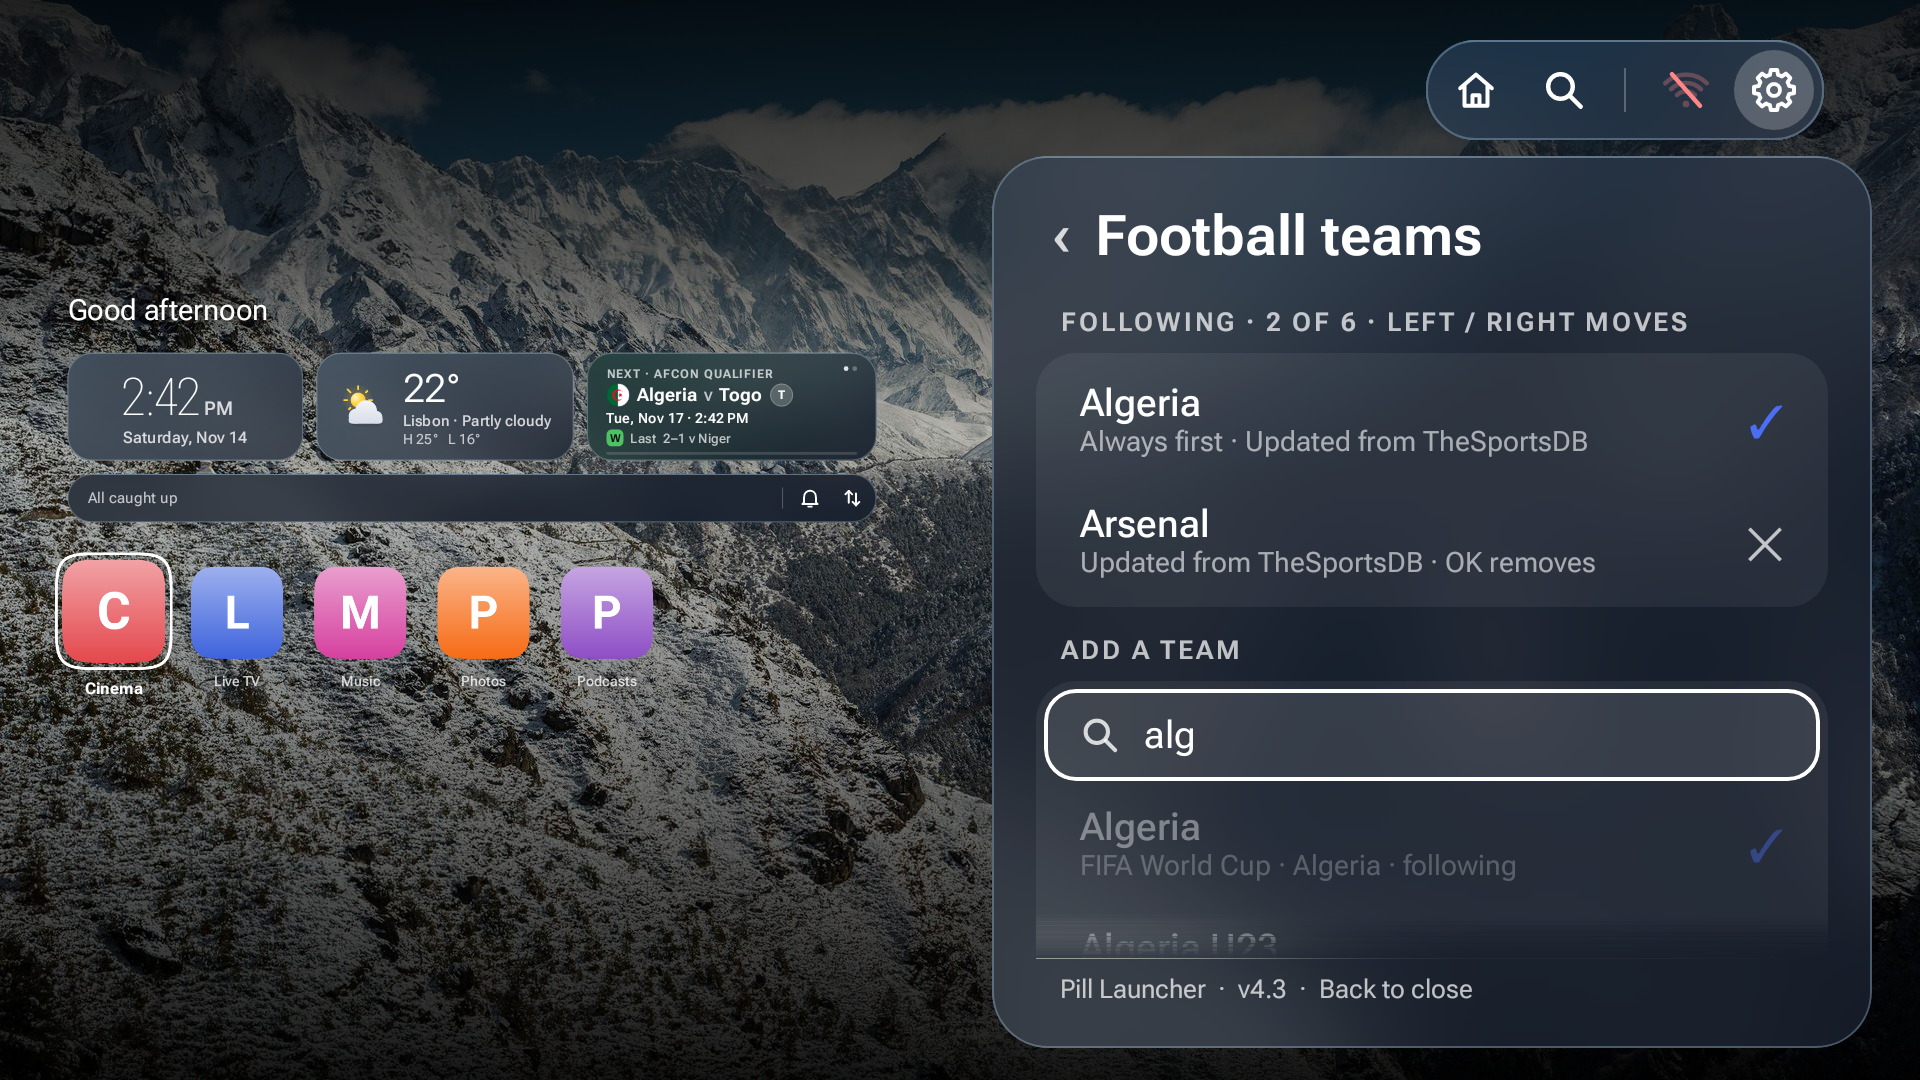 Good afternoon
2:42 PM
Saturday, Nov 14
22°
Lisbon · Partly cloudy
H 25° L 16°
NEXT · AFCON QUALIFIER
Algeria v Togo T
Tue, Nov 17 · 2:42 PM
W Last 2–1 v Niger
All caught up
C
L
M
P
P
Cinema
Live TV
Music
Photos
Podcasts
‹ Football teams
FOLLOWING · 2 OF 6 · LEFT / RIGHT MOVES
Algeria
Always first · Updated from TheSportsDB
Arsenal
Updated from TheSportsDB · OK removes
ADD A TEAM
alg
Algeria
FIFA World Cup · Algeria · following
Algeria U23
Pill Launcher · v4.3 · Back to close